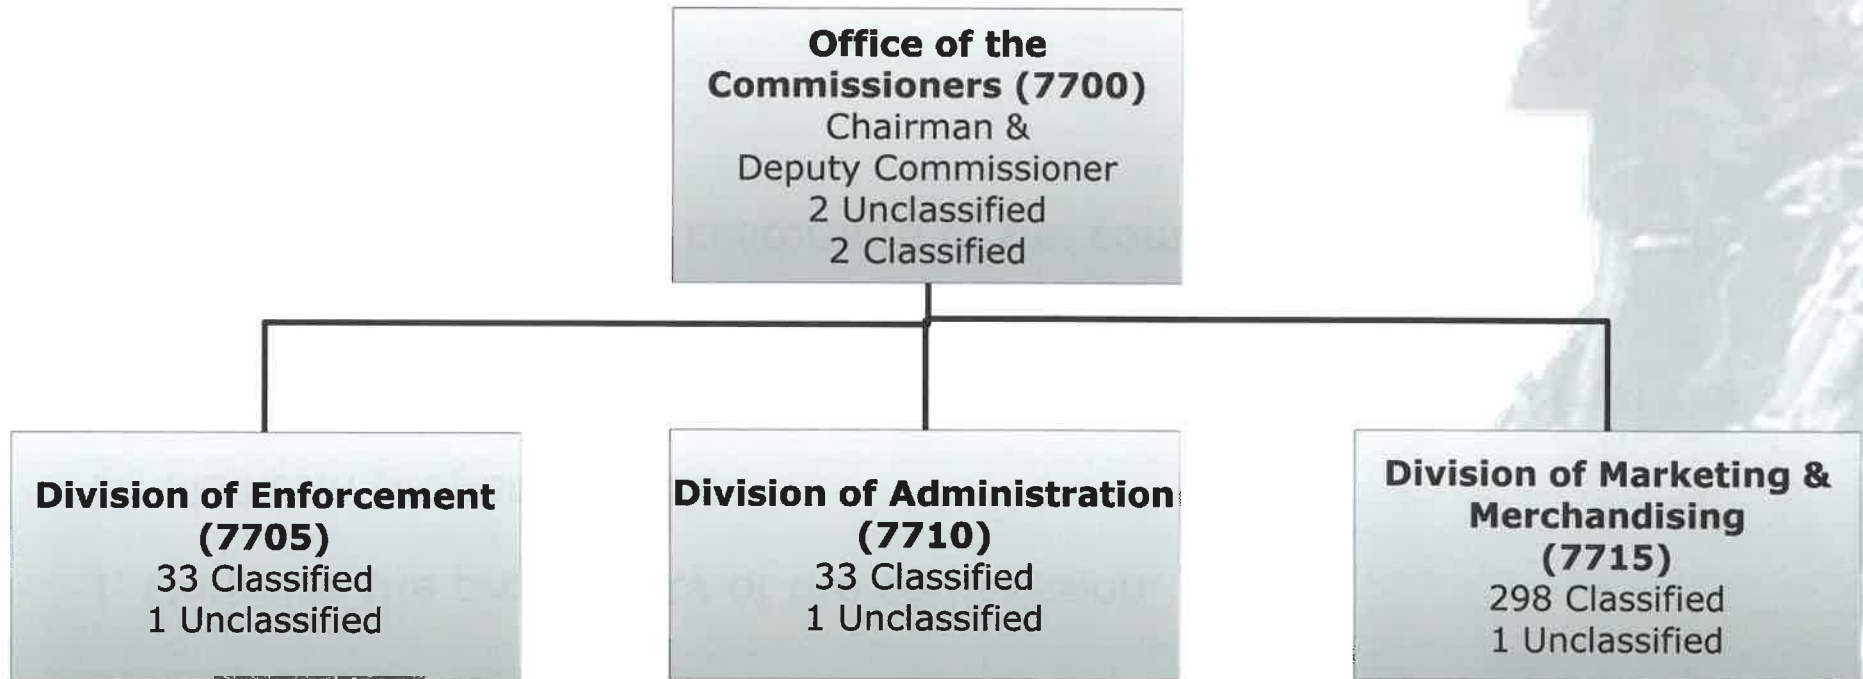 Office of the
Commissioners (7700)
Chairman &
Deputy Commissioner
2 Unclassified
2 Classified
Division of Enforcement
(7705)
33 Classified
1 Unclassified
Division of Administration
(7710)
33 Classified
1 Unclassified
Division of Marketing &
Merchandising
(7715)
298 Classified
1 Unclassified